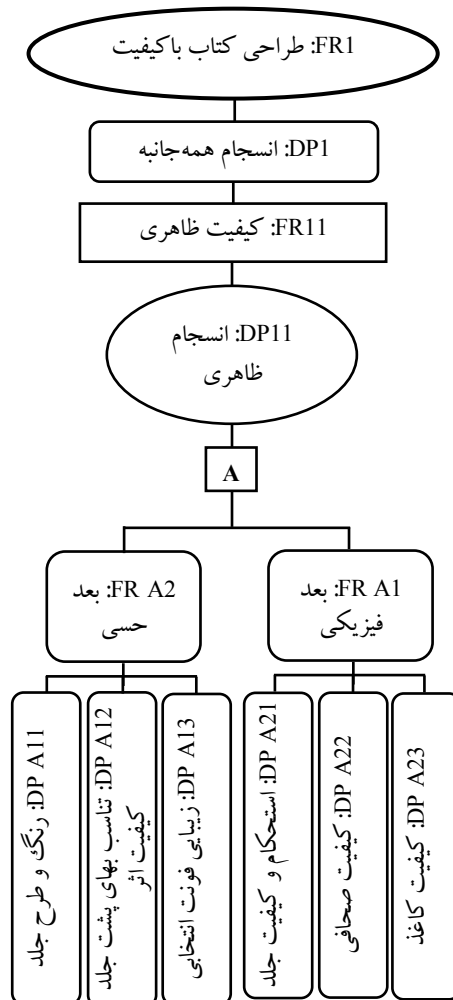 FR1: طراحی کتاب باکیفیت
DP1: انسجام همه‌جانبه
FR11: کیفیت ظاهری
DP11: انسجام
ظاهری
A
FR A1: بعد
فیزیکی
FR A2: بعد
حسی
DP A23: کیفیت کاغذ
DP A22: کیفیت صحافی
DP A21: استحکام و کیفیت جلد
DP A13: زیبایی فونت انتخابی
DP A12: تناسب بهای پشت جلد
کیفیت اثر
DP A11: رنگ و طرح جلد